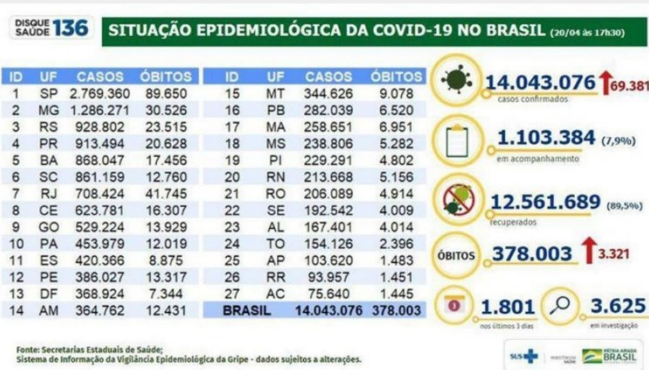 DISQUE
SAÚDE 136
SITUAÇÃO EPIDEMIOLÓGICA DA COVID-19 NO BRASIL (20/04 às 17h30)
ID UF CASOS ÓBITOS ID UF CASOS ÓBITOS
1 SP 2.769.360 89.650 15 MT 344.626 9.078
2 MG 1.286.271 30.526 16 PB 282.039 6.520
3 RS 928.802 23.515 17 MA 258.651 6.951
4 PR 913.494 20.628 18 MS 238.806 5.282
5 BA 868.047 17.456 19 PI 229.291 4.802
6 SC 861.159 12.760 20 RN 213.668 5.156
7 RJ 708.424 41.745 21 RO 206.089 4.914
8 CE 623.781 16.307 22 SE 192.542 4.009
9 GO 529.224 13.929 23 AL 167.401 4.014
10 PA 453.979 12.019 24 TO 154.126 2.396
11 ES 420.366 8.875 25 AP 103.620 1.483
12 PE 386.027 13.317 26 RR 93.957 1.451
13 DF 368.924 7.344 27 AC 75.640 1.445
14 AM 364.762 12.431 BRASIL 14.043.076 378.003
14.043.076 69.381
casos confirmados
1.103.384 (7,9%)
em acompanhamento
12.561.689 (89,5%)
recuperados
ÓBITOS 378.003 3.321
1.801 3.625
nos últimos 3 dias em investigação
Fonte: Secretarias Estaduais de Saúde;
Sistema de Informação da Vigilância Epidemiológica da Gripe - dados sujeitos a alterações.
SUS MINISTÉRIO DA SAÚDE PÁTRIA AMADA BRASIL